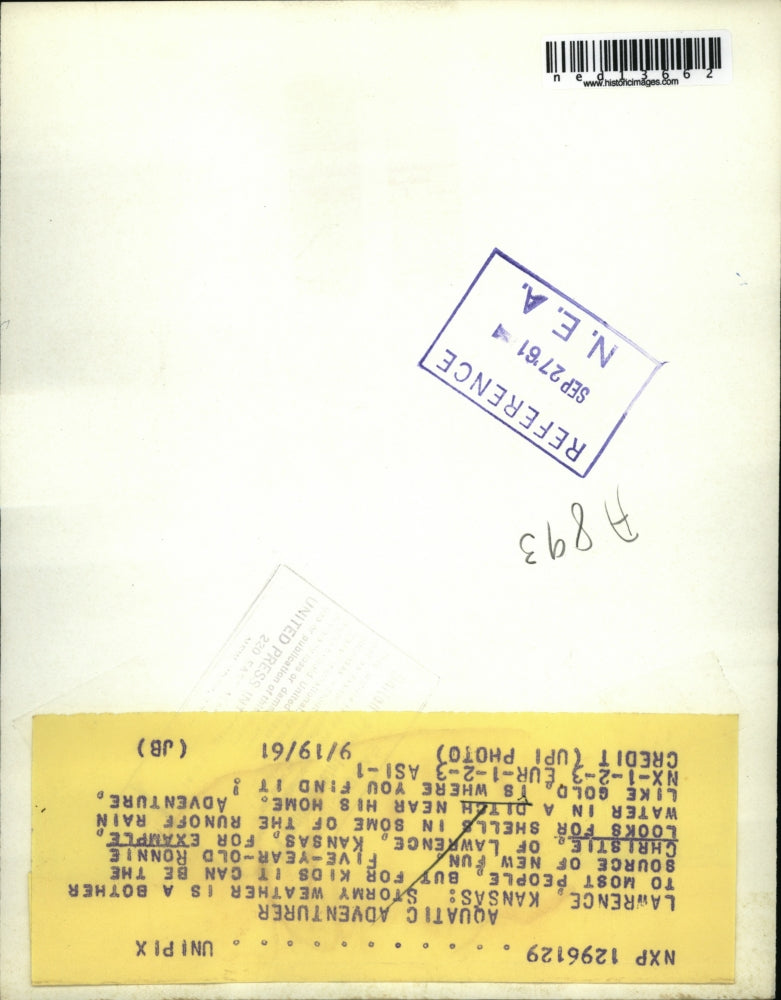 ned13662
www.historicimages.com
NXP 1296129 . . . . . . . . . . UNIPIX
AQUATIC ADVENTURER
LAWRENCE, KANSAS: STORMY WEATHER IS A BOTHER
TO MOST PEOPLE, BUT FOR KIDS IT CAN BE THE
SOURCE OF NEW FUN. FIVE-YEAR-OLD RONNIE
CHRISTIE, OF LAWRENCE, KANSAS, FOR EXAMPLE,
LOOKS FOR SHELLS IN SOME OF THE RUNOFF RAIN
WATER IN A DITCH NEAR HIS HOME. ADVENTURE,
LIKE GOLD, IS WHERE YOU FIND IT!
NX-1-2-3 EUR-1-2-3 ASI-1
CREDIT (UPI PHOTO) 9/19/61 (JB)
UNITED PRESS
220
A893
REFERENCE
SEP 27 '61
N. E. A.